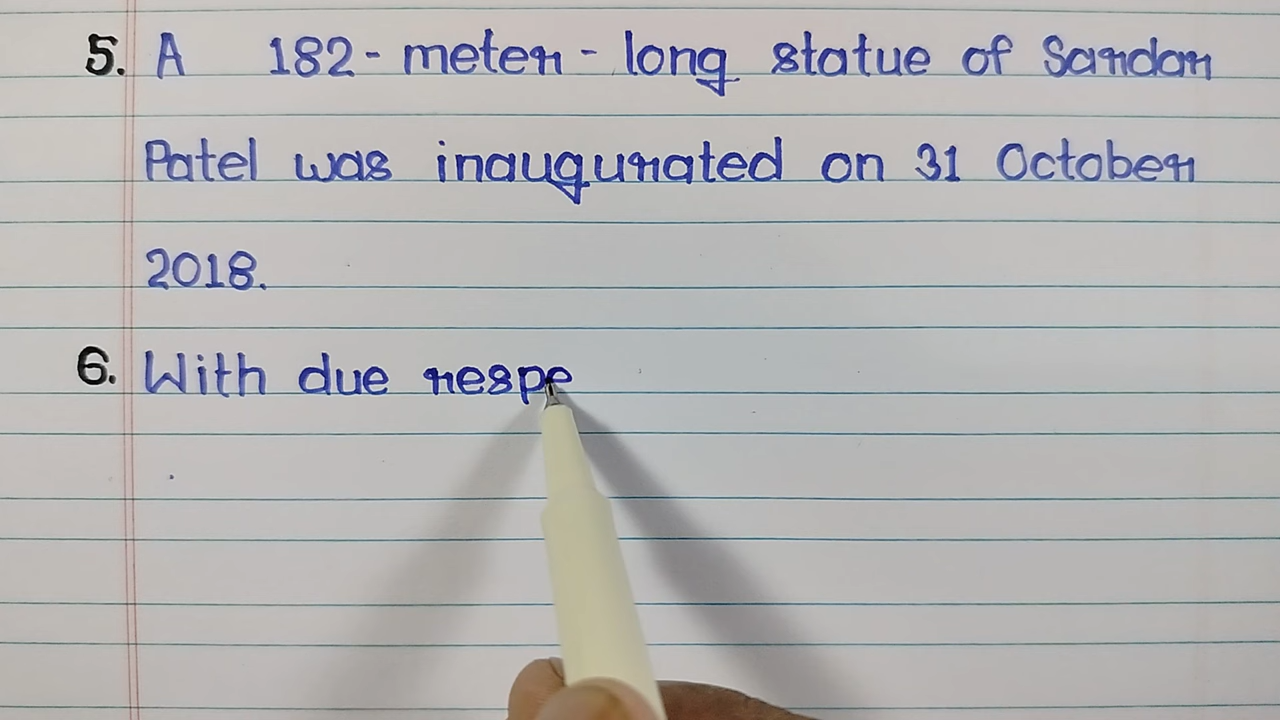 5. A 182-meter-long statue of Sardar
Patel was inaugurated on 31 October
2018.
6. With due respe